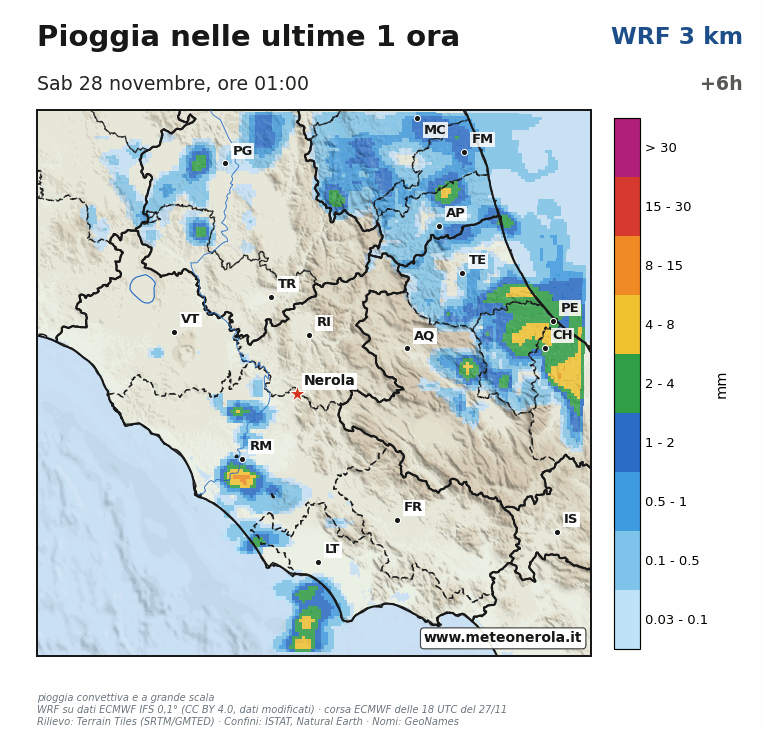 Pioggia nelle ultime 1 ora
WRF 3 km
Sab 28 novembre, ore 01:00
+6h
MC
FM
PG
AP
TE
TR
PE
VT
RI
AQ
CH
Nerola
RM
FR
IS
LT
www.meteonerola.it
> 30
15 - 30
8 - 15
4 - 8
2 - 4
1 - 2
0.5 - 1
0.1 - 0.5
0.03 - 0.1
mm
pioggia convettiva e a grande scala
WRF su dati ECMWF IFS 0,1° (CC BY 4.0, dati modificati) · corsa ECMWF delle 18 UTC del 27/11
Rilievo: Terrain Tiles (SRTM/GMTED) · Confini: ISTAT, Natural Earth · Nomi: GeoNames